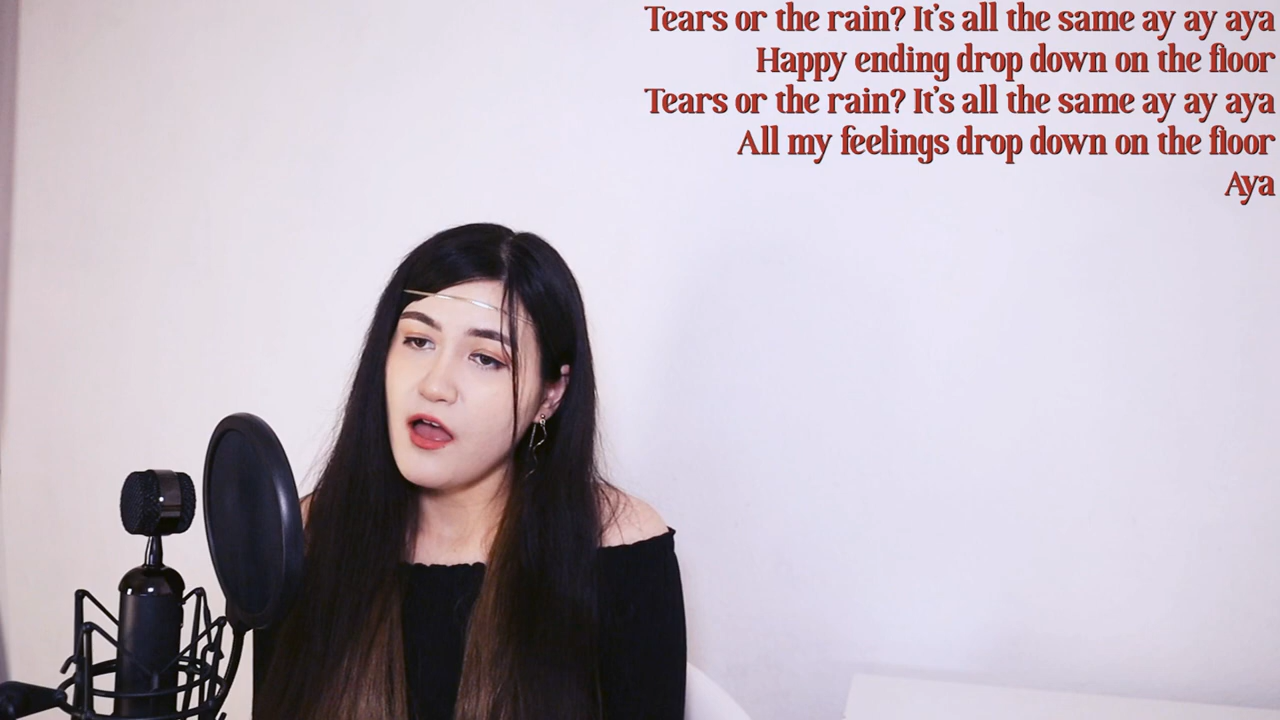 Tears or the rain? It's all the same ay ay aya
Happy ending drop down on the floor
Tears or the rain? It's all the same ay ay aya
All my feelings drop down on the floor
Aya